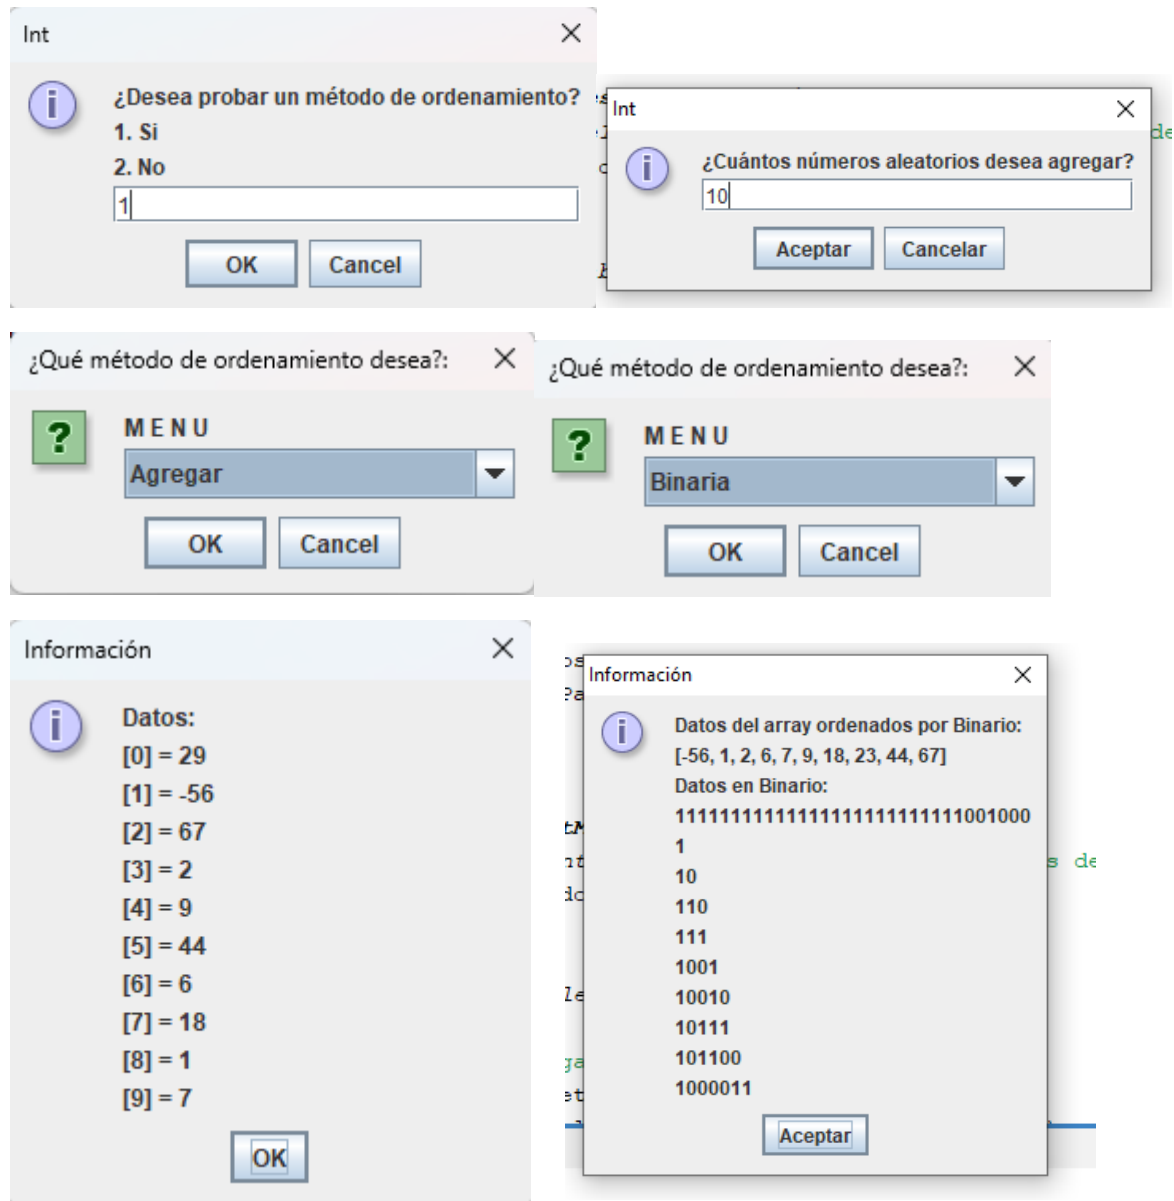 Int
¿Desea probar un método de ordenamiento?
1. Si
2. No
1
OK Cancel
Int
¿Cuántos números aleatorios desea agregar?
10
Aceptar Cancelar
¿Qué método de ordenamiento desea?:
M E N U
Agregar
OK Cancel
¿Qué método de ordenamiento desea?:
M E N U
Binaria
OK Cancel
Información
Datos:
[0] = 29
[1] = -56
[2] = 67
[3] = 2
[4] = 9
[5] = 44
[6] = 6
[7] = 18
[8] = 1
[9] = 7
OK
Información
Datos del array ordenados por Binario:
[-56, 1, 2, 6, 7, 9, 18, 23, 44, 67]
Datos en Binario:
11111111111111111111111111001000
1
10
110
111
1001
10010
10111
101100
1000011
Aceptar
s de